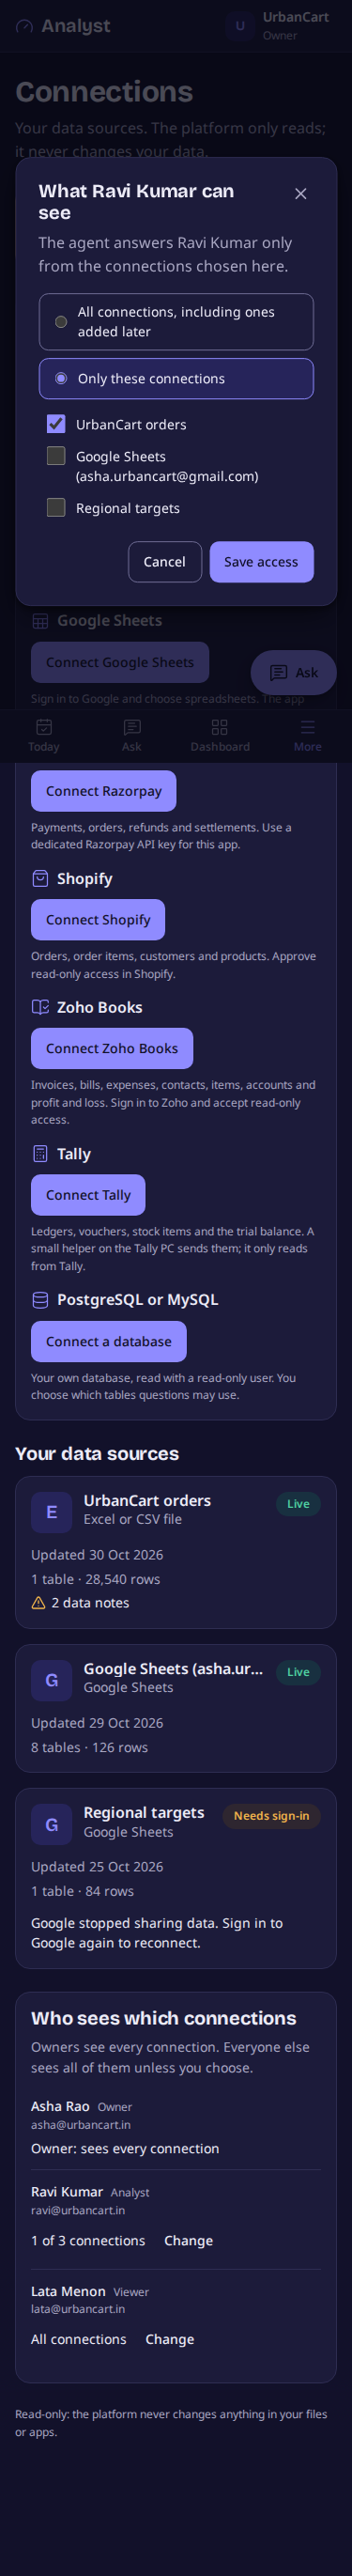 Analyst
U
UrbanCart
Owner
Connections
Your data sources. The platform only reads;
it never changes your data.
What Ravi Kumar can
see
The agent answers Ravi Kumar only
from the connections chosen here.
All connections, including ones
added later
Only these connections
UrbanCart orders
Google Sheets
(asha.urbancart@gmail.com)
Regional targets
Cancel
Save access
Google Sheets
Connect Google Sheets
Ask
Sign in to Google and choose spreadsheets. The app
Today
Ask
Dashboard
More
Connect Razorpay
Payments, orders, refunds and settlements. Use a
dedicated Razorpay API key for this app.
Shopify
Connect Shopify
Orders, order items, customers and products. Approve
read-only access in Shopify.
Zoho Books
Connect Zoho Books
Invoices, bills, expenses, contacts, items, accounts and
profit and loss. Sign in to Zoho and accept read-only
access.
Tally
Connect Tally
Ledgers, vouchers, stock items and the trial balance. A
small helper on the Tally PC sends them; it only reads
from Tally.
PostgreSQL or MySQL
Connect a database
Your own database, read with a read-only user. You
choose which tables questions may use.
Your data sources
E
UrbanCart orders
Live
Excel or CSV file
Updated 30 Oct 2026
1 table · 28,540 rows
2 data notes
G
Google Sheets (asha.ur...
Live
Google Sheets
Updated 29 Oct 2026
8 tables · 126 rows
G
Regional targets
Needs sign-in
Google Sheets
Updated 25 Oct 2026
1 table · 84 rows
Google stopped sharing data. Sign in to
Google again to reconnect.
Who sees which connections
Owners see every connection. Everyone else
sees all of them unless you choose.
Asha Rao Owner
asha@urbancart.in
Owner: sees every connection
Ravi Kumar Analyst
ravi@urbancart.in
1 of 3 connections Change
Lata Menon Viewer
lata@urbancart.in
All connections Change
Read-only: the platform never changes anything in your files
or apps.